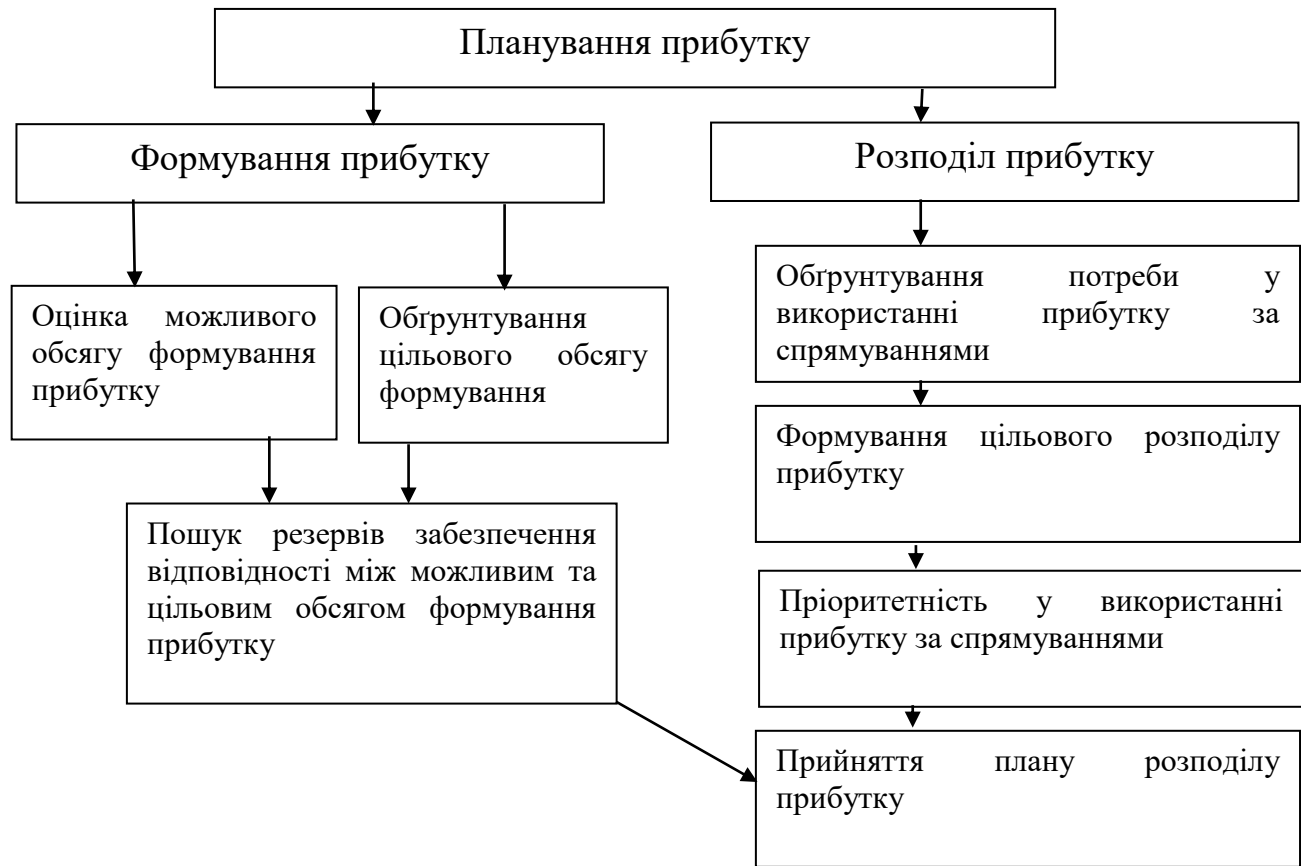 Планування прибутку
Формування прибутку
Розподіл прибутку
Оцінка можливого
обсягу формування
прибутку
Обґрунтування
цільового обсягу
формування
Пошук резервів забезпечення
відповідності між можливим та
цільовим обсягом формування
прибутку
Обґрунтування потреби у
використанні прибутку за
спрямуваннями
Формування цільового розподілу
прибутку
Пріоритетність у використанні
прибутку за спрямуваннями
Прийняття плану розподілу
прибутку